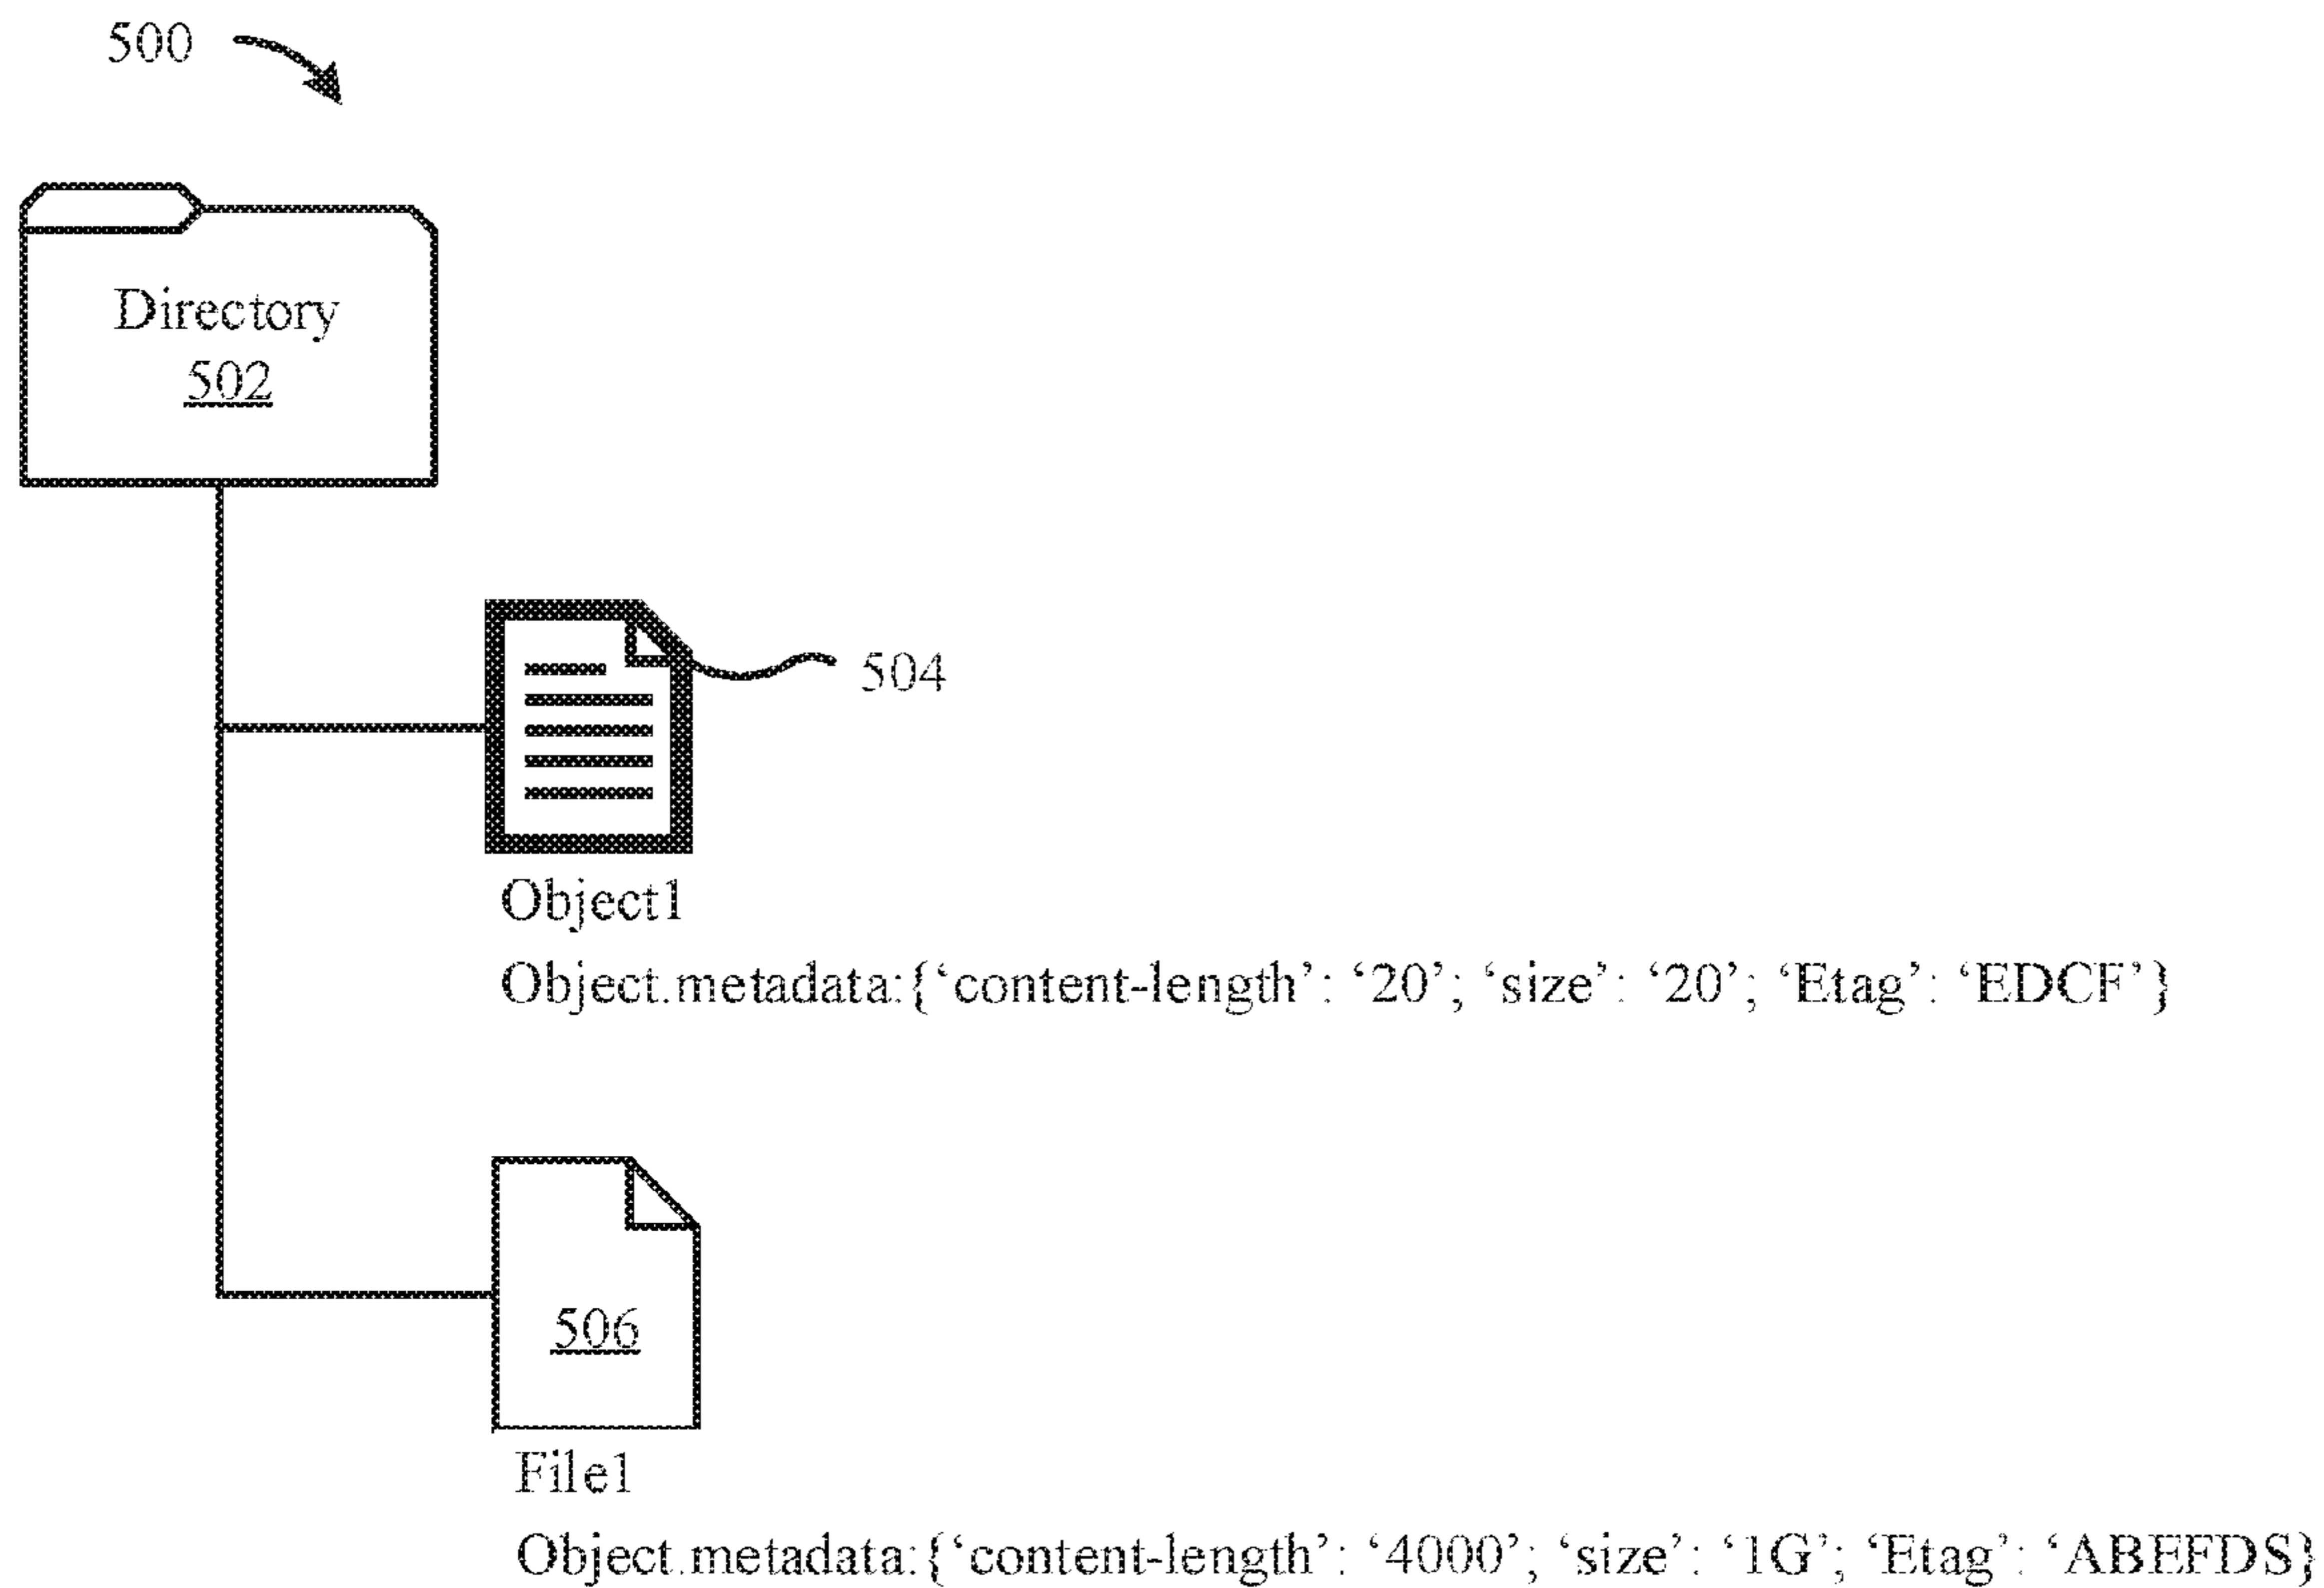 500
Directory
502
504
Object1
Object.metadata:{‘content-length’: ‘20’; ‘size’: ‘20’; ‘Etag’: ‘EDCF’}
506
File1
Object.metadata:{‘content-length’: ‘4000’; ‘size’: ‘1G’; ‘Etag’: ‘ABEFDS}